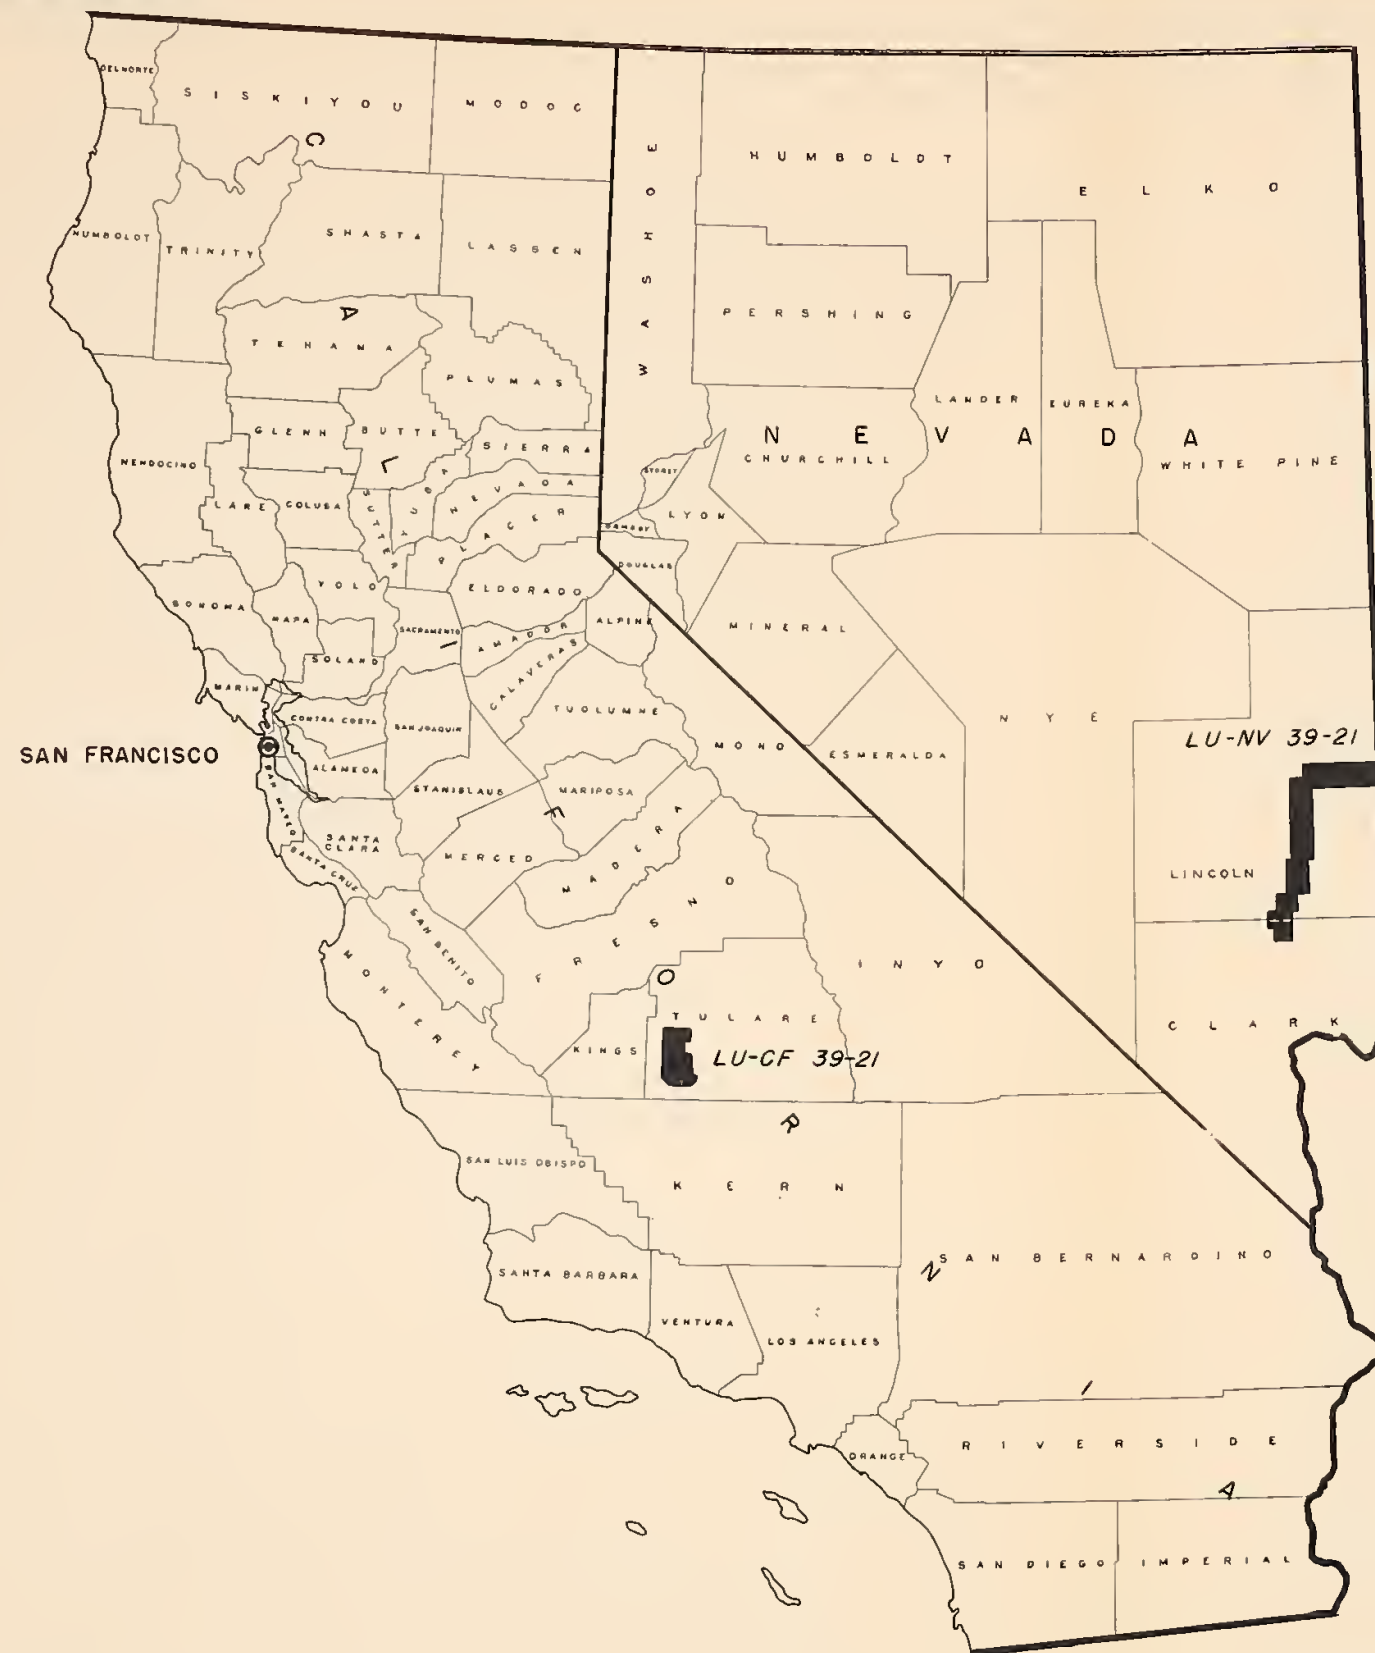 DELNORTE
SISKIYOU
MODOC
HUMBOLDT
TRINITY
SHASTA
LASSEN
TEHAMA
PLUMAS
MENDOCINO
GLENN
BUTTE
SIERRA
LAKE
COLUSA
SUTTER
YUBA
NEVADA
PLACER
SONOMA
NAPA
YOLO
ELDORADO
SACRAMENTO
AMADOR
ALPINE
SOLANO
CALAVERAS
MARIN
CONTRA COSTA
SAN JOAQUIN
TUOLUMNE
MONO
SAN FRANCISCO
ALAMEDA
SAN MATEO
STANISLAUS
MARIPOSA
SANTA
CLARA
SANTA CRUZ
MERCED
MADERA
SAN BENITO
MONTEREY
FRESNO
INYO
KINGS
TULARE
LU-CF 39-21
SAN LUIS OBISPO
KERN
SANTA BARBARA
VENTURA
LOS ANGELES
SAN BERNARDINO
ORANGE
RIVERSIDE
SAN DIEGO
IMPERIAL
CALIFORNIA
WASHOE
HUMBOLDT
ELKO
PERSHING
LANDER
EUREKA
NEVADA
CHURCHILL
WHITE PINE
STOREY
LYON
ORMSBY
DOUGLAS
MINERAL
NYE
ESMERALDA
LU-NV 39-21
LINCOLN
CLARK